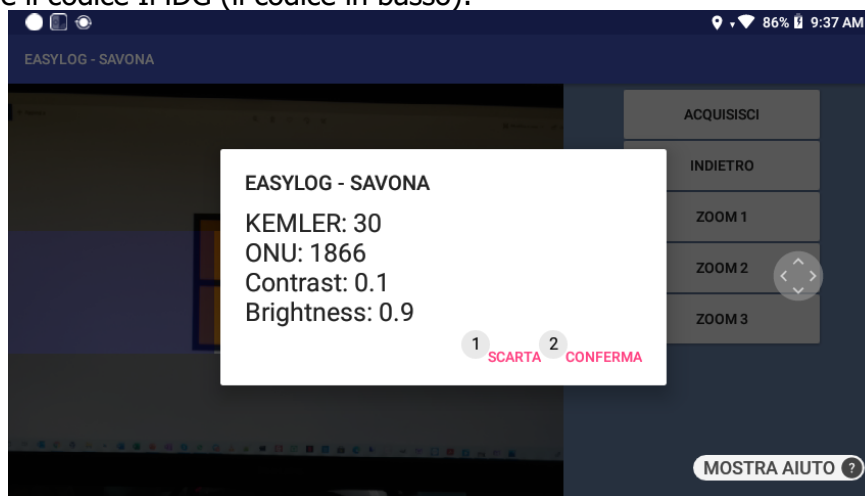 e il codice IMDG (il codice in basso).
86% 9:37 AM
EASYLOG - SAVONA
ACQUISISCI
INDIETRO
ZOOM 1
ZOOM 2
ZOOM 3
EASYLOG - SAVONA
KEMLER: 30
ONU: 1866
Contrast: 0.1
Brightness: 0.9
1 SCARTA 2 CONFERMA
MOSTRA AIUTO ?